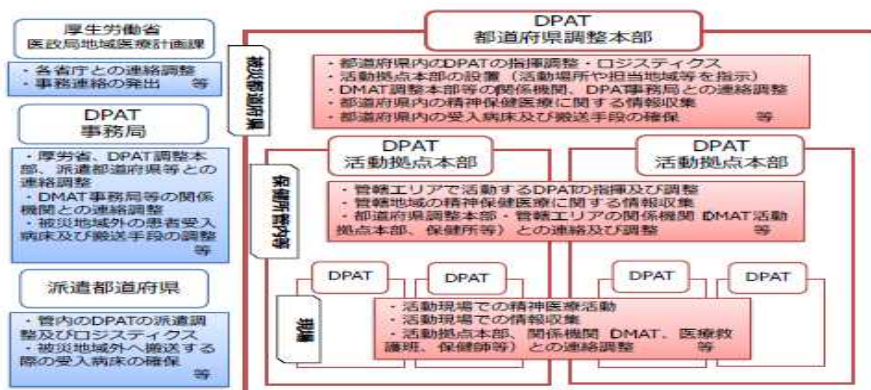 厚生労働省
医政局地域医療計画課
・各省庁との連絡調整
・事務連絡の発出　等
DPAT
事務局
・厚労省、DPAT調整本
部、派遣都道府県等との
連絡調整
・DMAT事務局等の関係
機関との連絡調整
・被災地域外の患者受入
病床及び搬送手段の調整
等
派遣都道府県
・管内のDPATの派遣調
整及びロジスティクス
・被災地域外へ搬送する
際の受入病床の確保
等
被災都道府県
DPAT
都道府県調整本部
・都道府県内のDPATの指揮調整・ロジスティクス
・活動拠点本部の設置（活動場所や担当地域等を指示）
・DMAT調整本部等の関係機関、DPAT事務局との連絡調整
・都道府県内の精神保健医療に関する情報収集
・都道府県内の受入病床及び搬送手段の確保　等
保健所管内等
DPAT
活動拠点本部
DPAT
活動拠点本部
・管轄エリアで活動するDPATの指揮及び調整
・管轄地域の精神保健医療に関する情報収集
・都道府県調整本部・管轄エリアの関係機関（DMAT活動
拠点本部、保健所等）との連絡及び調整　等
現場
DPAT
DPAT
DPAT
DPAT
・活動現場での精神医療活動
・活動現場での情報収集
・活動拠点本部、関係機関（DMAT、医療救
護班、保健師等）との連絡調整　等